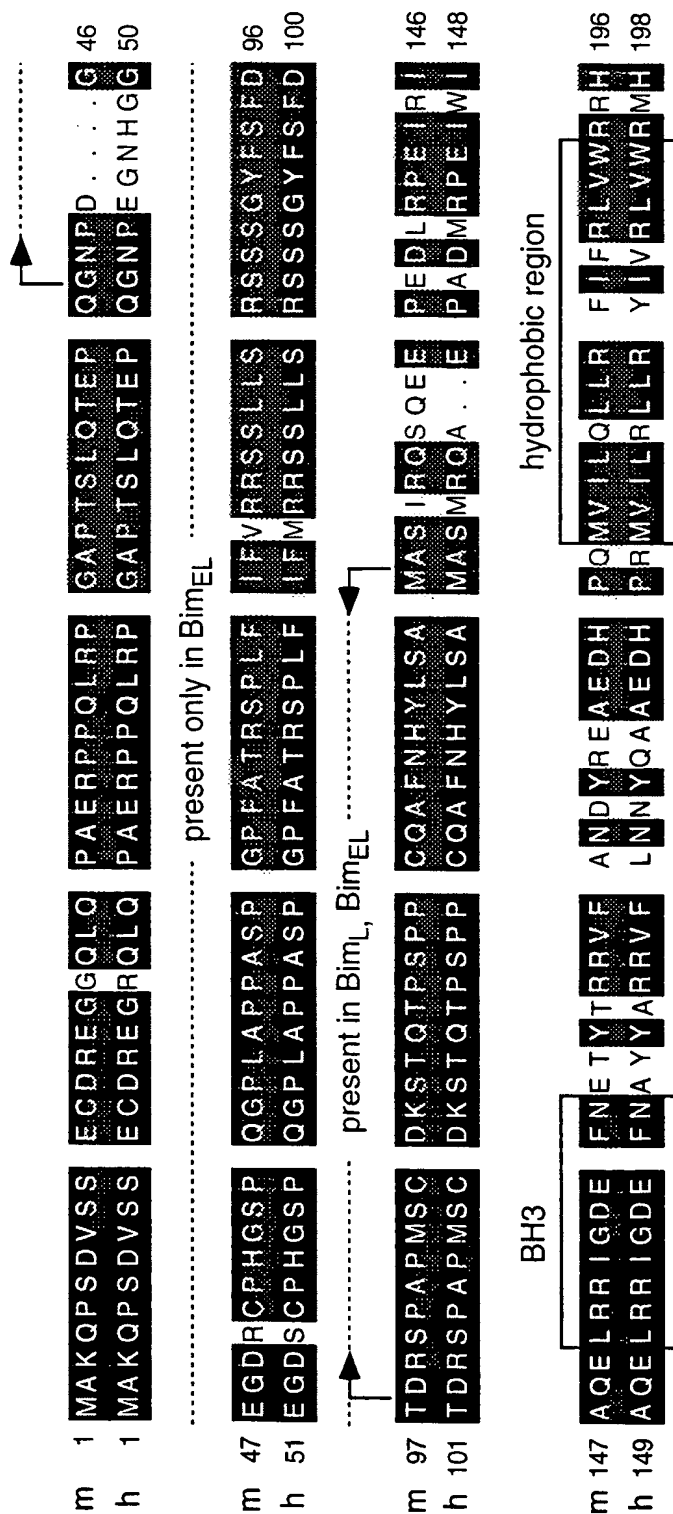 m 1 MAKQPSDVSS ECDREGGQLQ PAERPPQLRP GAPTSLQTEP QGNPD....G 46
h 1 MAKQPSDVSS ECDREGRQLQ PAERPPQLRP GAPTSLQTEP QGNPEGNHGG 50
present only in BimEL
m 47 EGDRCPHGSP QGPLAPPASP GPFATRSPLF IFVRRSSLLS RSSSGYFSFD 96
h 51 EGDSCPHGSP QGPLAPPASP GPFATRSPLF IFMRRSSLLS RSSSGYFSFD 100
present in BimL, BimEL
m 97 TDRSPAPMSC DKSTQTPSPP CQAFNHYLSA MASIRQSQEE PEDLRPEIRI 146
h 101 TDRSPAPMSC DKSTQTPSPP CQAFNHYLSA MASMRQA..E PADMRPEIWI 148
BH3 hydrophobic region
m 147 AQELRRIGDE FNETYTRRVF ANDYREAEDH PQMVILQLLR FIFRLVWRRH 196
h 149 AQELRRIGDE FNAYYARRVF LNNYQAAEDH PRMVILRLLR YIVRLVWRMH 198